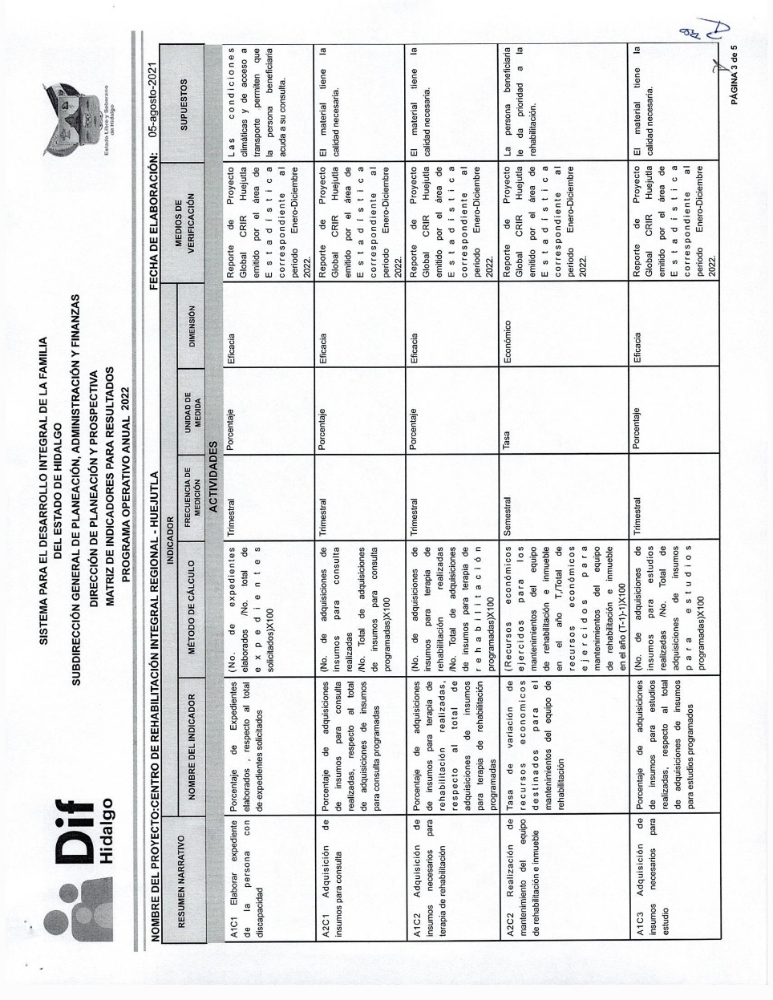 Dif
Hidalgo
SISTEMA PARA EL DESARROLLO INTEGRAL DE LA FAMILIA
DEL ESTADO DE HIDALGO
SUBDIRECCIÓN GENERAL DE PLANEACIÓN, ADMINISTRACIÓN Y FINANZAS
DIRECCIÓN DE PLANEACIÓN Y PROSPECTIVA
MATRIZ DE INDICADORES PARA RESULTADOS
PROGRAMA OPERATIVO ANUAL 2022
Estado Libre y Soberano
de Hidalgo
NOMBRE DEL PROYECTO:CENTRO DE REHABILITACIÓN INTEGRAL REGIONAL - HUEJUTLA
FECHA DE ELABORACIÓN: 05-agosto-2021
RESUMEN NARRATIVO
INDICADOR
NOMBRE DEL INDICADOR
MÉTODO DE CÁLCULO
FRECUENCIA DE
MEDICIÓN
UNIDAD DE
MEDIDA
DIMENSIÓN
MEDIOS DE
VERIFICACIÓN
SUPUESTOS
ACTIVIDADES
A1C1 Elaborar expediente
de la persona con
discapacidad
Porcentaje de Expedientes
elaborados , respecto al total
de expedientes solicitados
(No. de expedientes
elaborados /No. total de
expedientes
solicitados)X100
Trimestral
Porcentaje
Eficacia
Reporte de Proyecto
Global CRIR Huejutla
emitido por el área de
Estadística
correspondiente al
periodo Enero-Diciembre
2022.
Las condiciones
climáticas y de acceso a
transporte permiten que
la persona beneficiaria
acuda a su consulta.
A2C1 Adquisición de
insumos para consulta
Porcentaje de adquisiciones
de insumos para consulta
realizadas, respecto al total
de adquisiciones de insumos
para consulta programadas
(No. de adquisiciones de
insumos para consulta
realizadas
/No. Total de adquisiciones
de insumos para consulta
programadas)X100
Trimestral
Porcentaje
Eficacia
Reporte de Proyecto
Global CRIR Huejutla
emitido por el área de
Estadística
correspondiente al
periodo Enero-Diciembre
2022.
El material tiene la
calidad necesaria.
A1C2 Adquisición de
insumos necesarios para
terapia de rehabilitación
Porcentaje de adquisiciones
de insumos para terapia de
rehabilitación realizadas,
respecto al total de
adquisiciones de insumos
para terapia de rehabilitación
programadas
(No. de adquisiciones de
insumos para terapia de
rehabilitación realizadas
/No. Total de adquisiciones
de insumos para terapia de
rehabilitación
programadas)X100
Trimestral
Porcentaje
Eficacia
Reporte de Proyecto
Global CRIR Huejutla
emitido por el área de
Estadística
correspondiente al
periodo Enero-Diciembre
2022.
El material tiene la
calidad necesaria.
A2C2 Realización de
mantenimiento del equipo
de rehabilitación e inmueble
Tasa de variación de
recursos economicos
destinados para el
mantenimientos del equipo de
rehabilitación
(Recursos económicos
ejercidos para los
mantenimientos del equipo
de rehabilitación e inmueble
en el año T,/Total de
recursos económicos
ejercidos para
mantenimientos del equipo
de rehabilitación e inmueble
en el año (T-1)-1)X100
Semestral
Tasa
Económico
Reporte de Proyecto
Global CRIR Huejutla
emitido por el área de
Estadística
correspondiente al
periodo Enero-Diciembre
2022.
La persona beneficiaria
le da prioridad a la
rehabilitación.
A1C3 Adquisición de
insumos necesarios para
estudio
Porcentaje de adquisiciones
de insumos para estudios
realizadas, respecto al total
de adquisiciones de insumos
para estudios programados
(No. de adquisiciones de
insumos para estudios
realizadas /No. Total de
adquisiciones de insumos
para estudios
programadas)X100
Trimestral
Porcentaje
Eficacia
Reporte de Proyecto
Global CRIR Huejutla
emitido por el área de
Estadística
correspondiente al
periodo Enero-Diciembre
2022.
El material tiene la
calidad necesaria.
PÁGINA 3 de 5